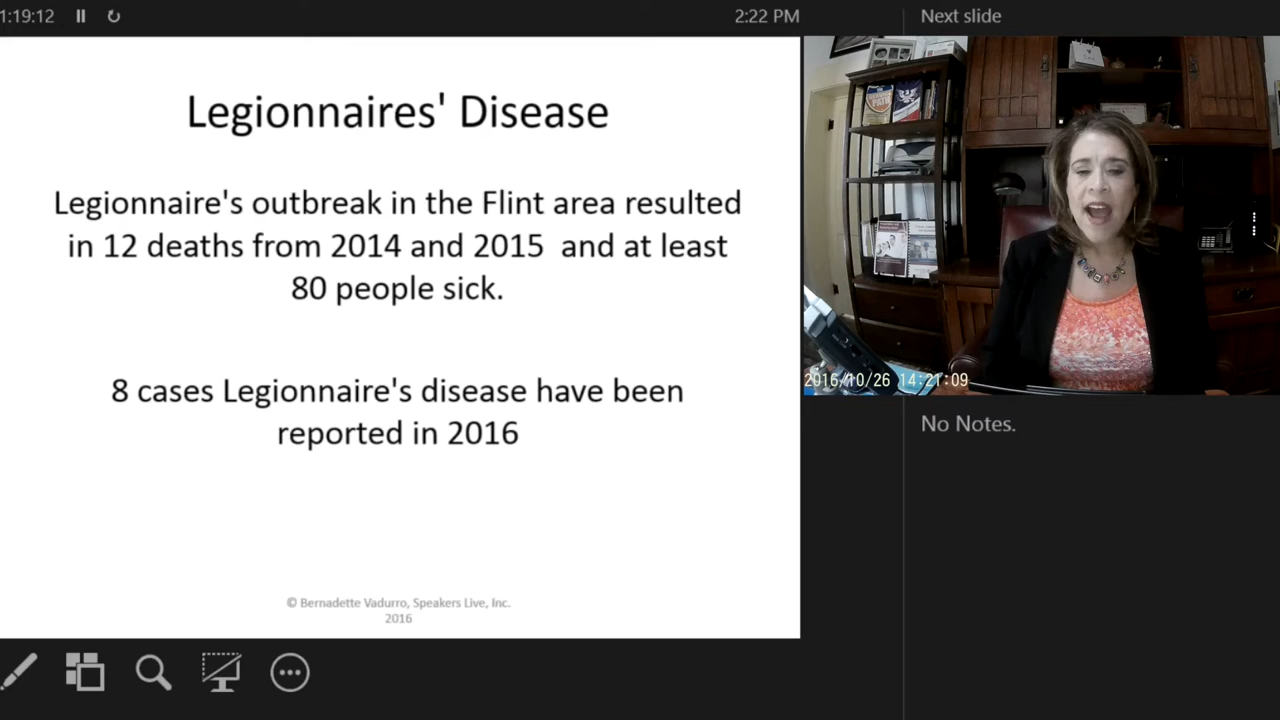 1:19:12
2:22 PM
Next slide
Legionnaires' Disease
Legionnaire's outbreak in the Flint area resulted
in 12 deaths from 2014 and 2015 and at least
80 people sick.
8 cases Legionnaire's disease have been
reported in 2016
© Bernadette Vadurro, Speakers Live, Inc.
2016
2016/10/26 14:21:09
No Notes.